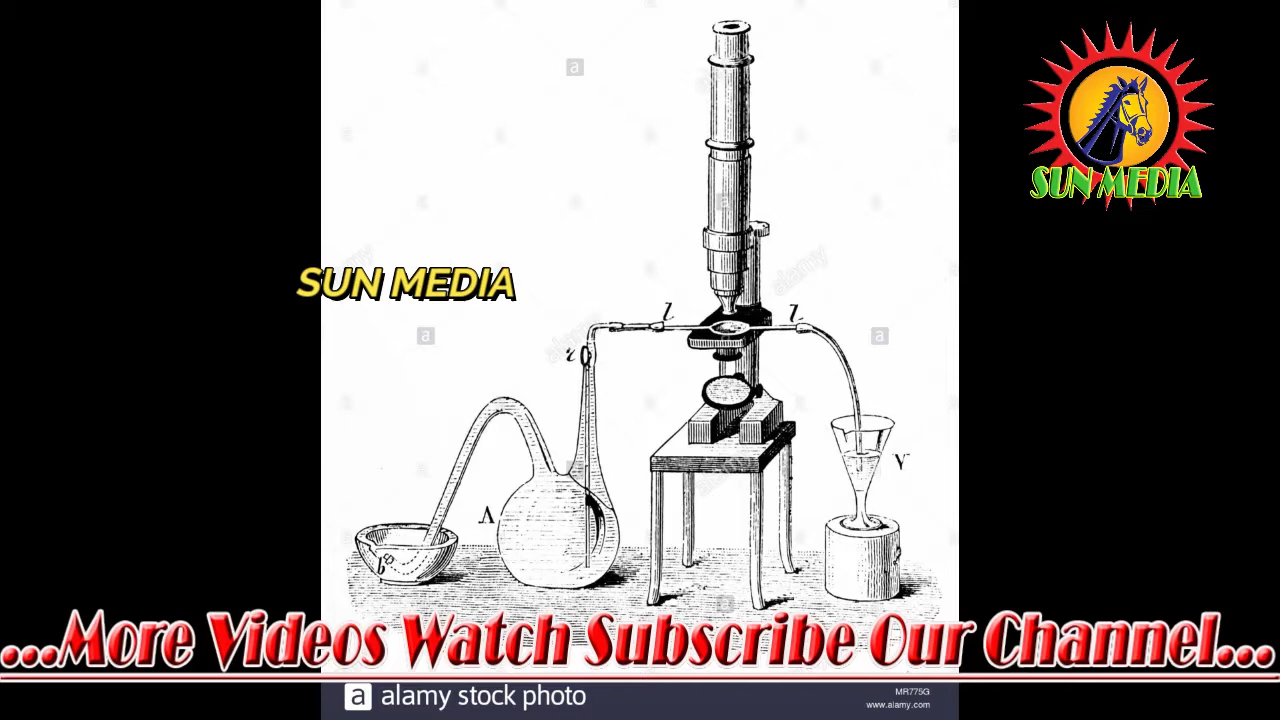 SUN MEDIA
SUN MEDIA
l
l
A
V
...More Videos Watch Subscribe Our Channel...
a alamy stock photo
MR775G
www.alamy.com